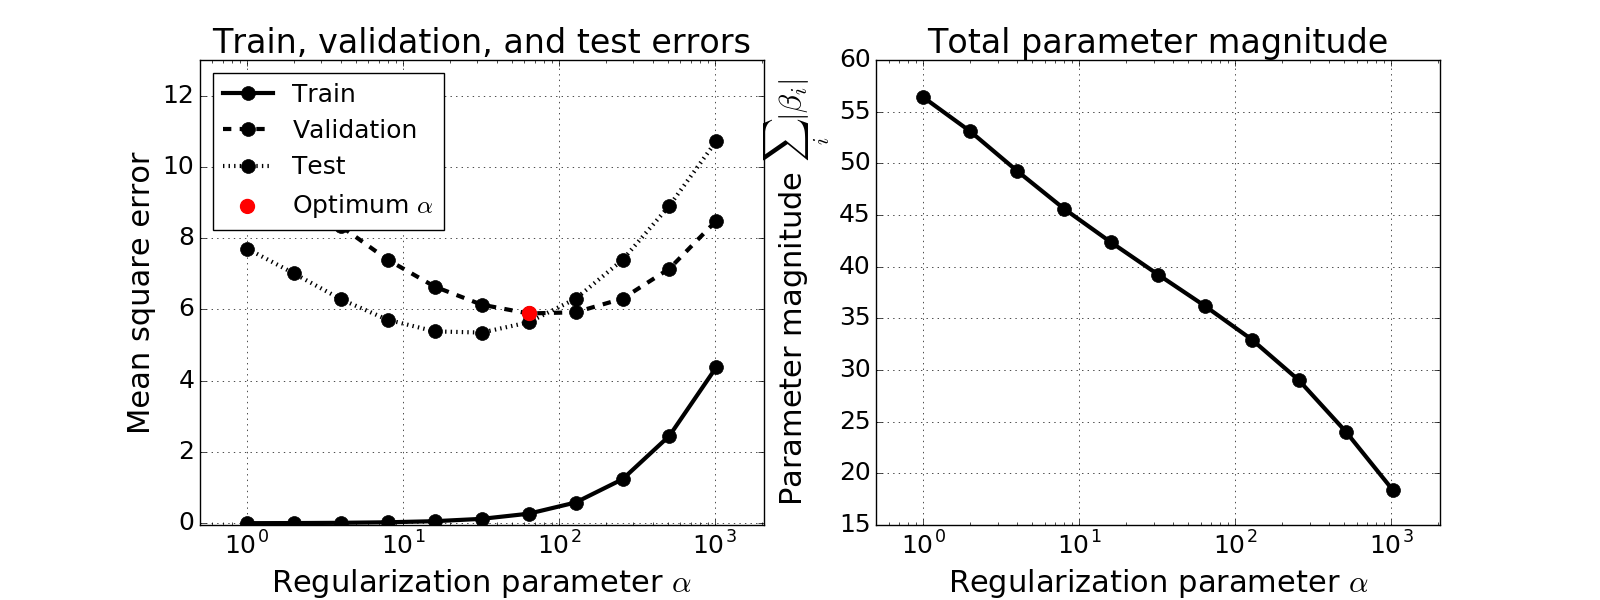 Train, validation, and test errors
12
10
8
6
4
2
0
Mean square error
Train
Validation
Test
Optimum α
10⁰ 10¹ 10² 10³
Regularization parameter α
Total parameter magnitude
60
55
50
45
40
35
30
25
20
15
Parameter magnitude ∑ᵢ|βᵢ|
10⁰ 10¹ 10² 10³
Regularization parameter α